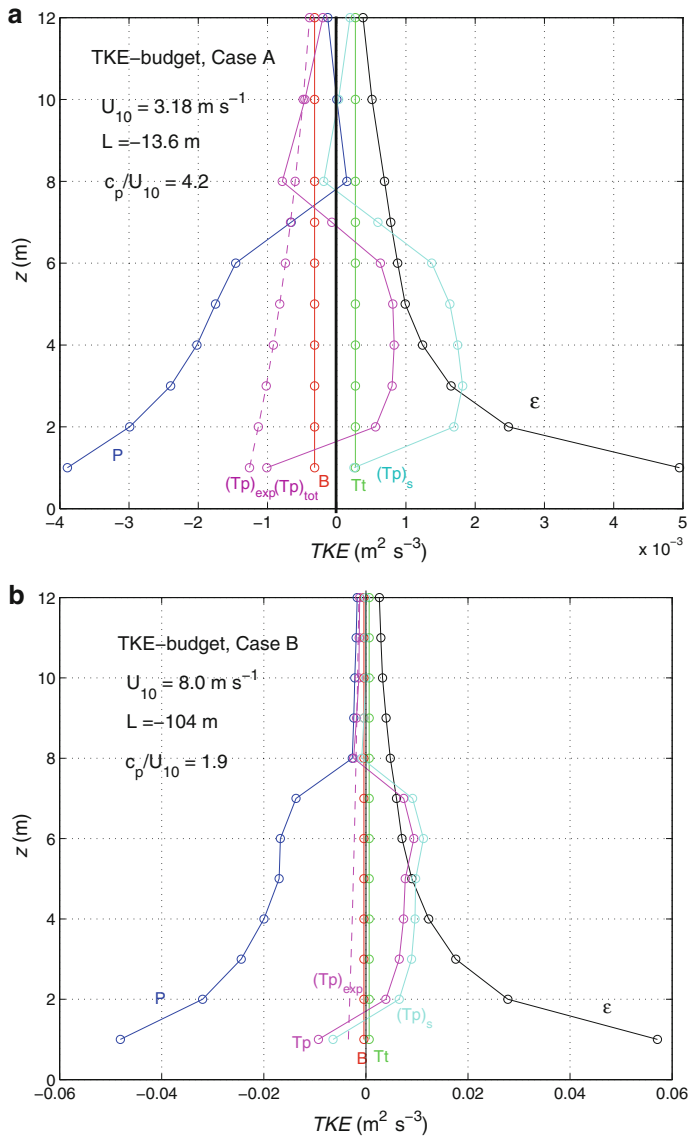 a
12
10
8
6
4
2
0
z (m)
TKE−budget, Case A
U10 = 3.18 m s−1
L =−13.6 m
cp/U10 = 4.2
P
(Tp)exp
(Tp)tot
B
Tt
(Tp)s
ε
−4
−3
−2
−1
0
1
2
3
4
5
x 10−3
TKE (m2 s−3)
b
12
10
8
6
4
2
0
z (m)
TKE−budget, Case B
U10 = 8.0 m s−1
L =−104 m
cp/U10 = 1.9
P
(Tp)exp
Tp
B
Tt
(Tp)s
ε
−0.06
−0.04
−0.02
0
0.02
0.04
0.06
TKE (m2 s−3)